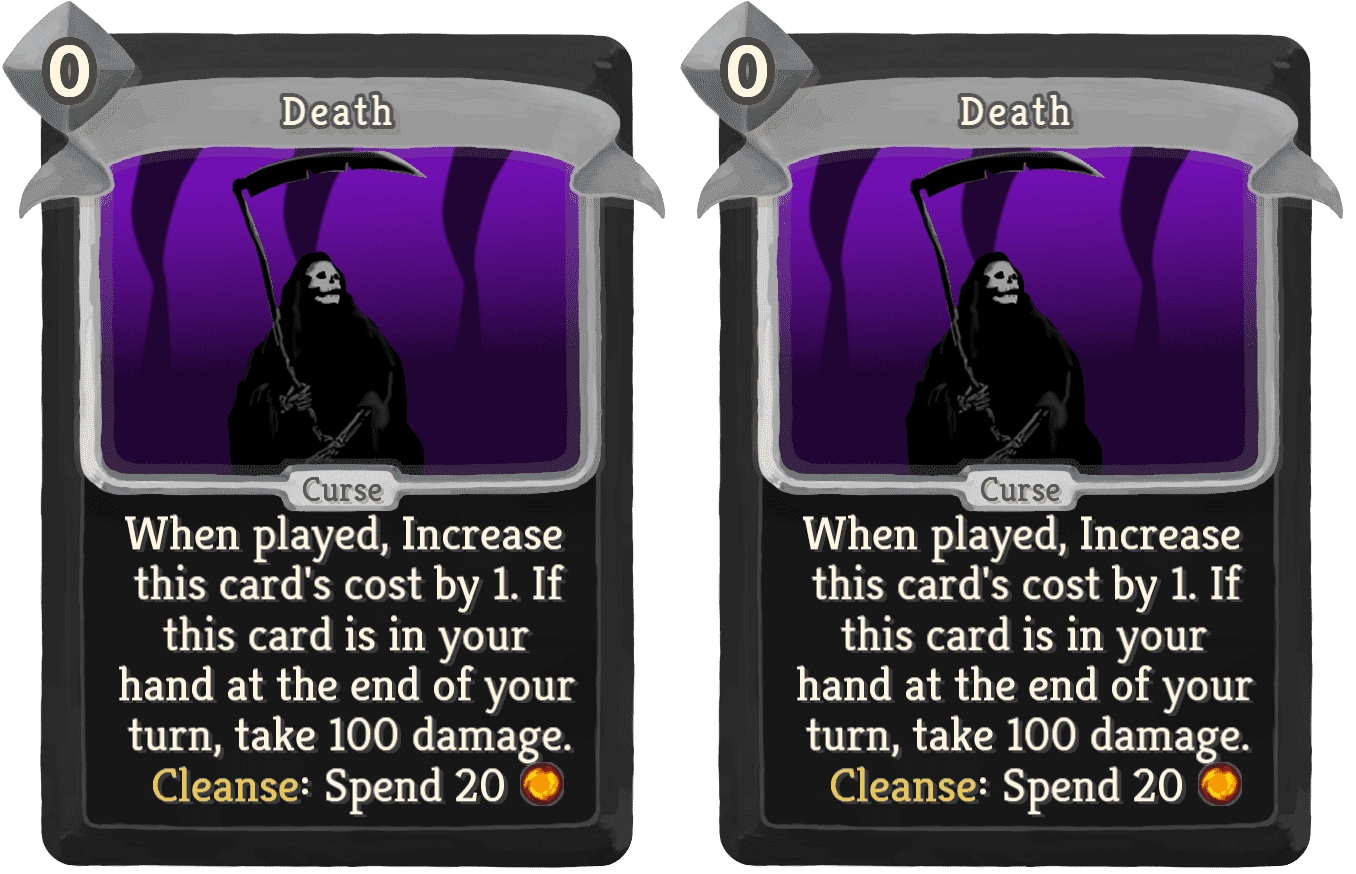 0
Death
Curse
When played, Increase
this card's cost by 1. If
this card is in your
hand at the end of your
turn, take 100 damage.
Cleanse: Spend 20
0
Death
Curse
When played, Increase
this card's cost by 1. If
this card is in your
hand at the end of your
turn, take 100 damage.
Cleanse: Spend 20